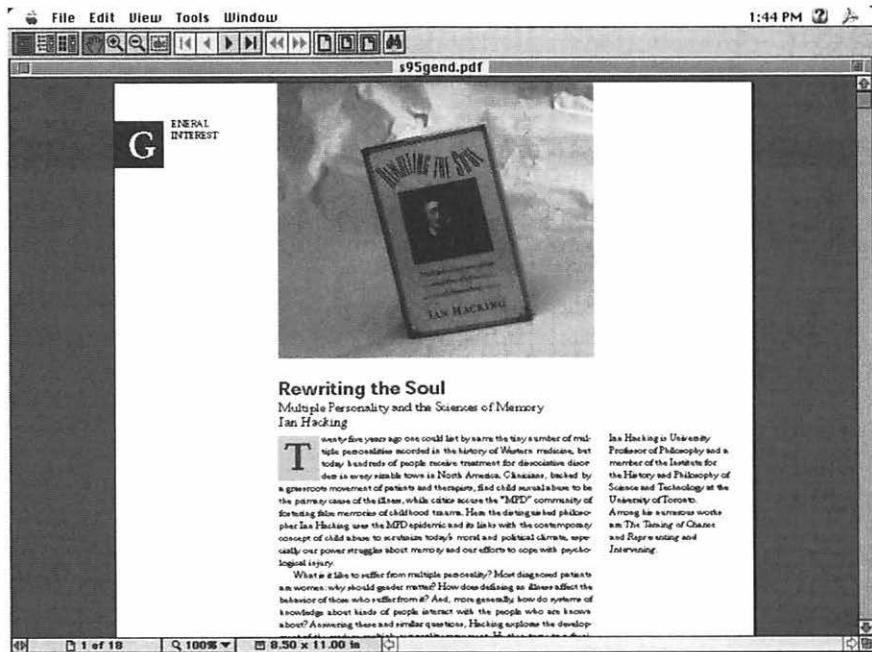 File Edit View Tools Window 1:44 PM
s95gend.pdf
G ENERAL
INTEREST
REWRITING THE SOUL
IAN HACKING
Rewriting the Soul
Multiple Personality and the Sciences of Memory
Ian Hacking
Twenty five years ago one could list by name the tiny number of mul-
tiple personalities recorded in the history of Western medicine, but
today hundreds of people receive treatment for dissociative disor-
ders in every sizable town in North America. Clinicians, backed by
a grassroots movement of patients and therapists, find child sexual abuse to be
the primary cause of the illness, while critics accuse the "MPD" community of
fostering false memories of childhood trauma. Here the distinguished philoso-
pher Ian Hacking uses the MPD epidemic and its links with the contemporary
concept of child abuse to scrutinize today's moral and political climate, espe-
cially our power struggles about memory and our efforts to cope with psycho-
logical injury.
What is it like to suffer from multiple personality? Most diagnosed patients
are women: why should gender matter? How does defining an illness affect the
behavior of those who suffer from it? And, more generally, how do systems of
knowledge about kinds of people interact with the people who are known
about? Answering these and similar questions, Hacking explores the develop-
Ian Hacking is University
Professor of Philosophy and a
member of the Institute for
the History and Philosophy of
Science and Technology at the
University of Toronto.
Among his numerous works
are The Taming of Chance
and Representing and
Intervening.
1 of 18 100% 8.50 x 11.00 in